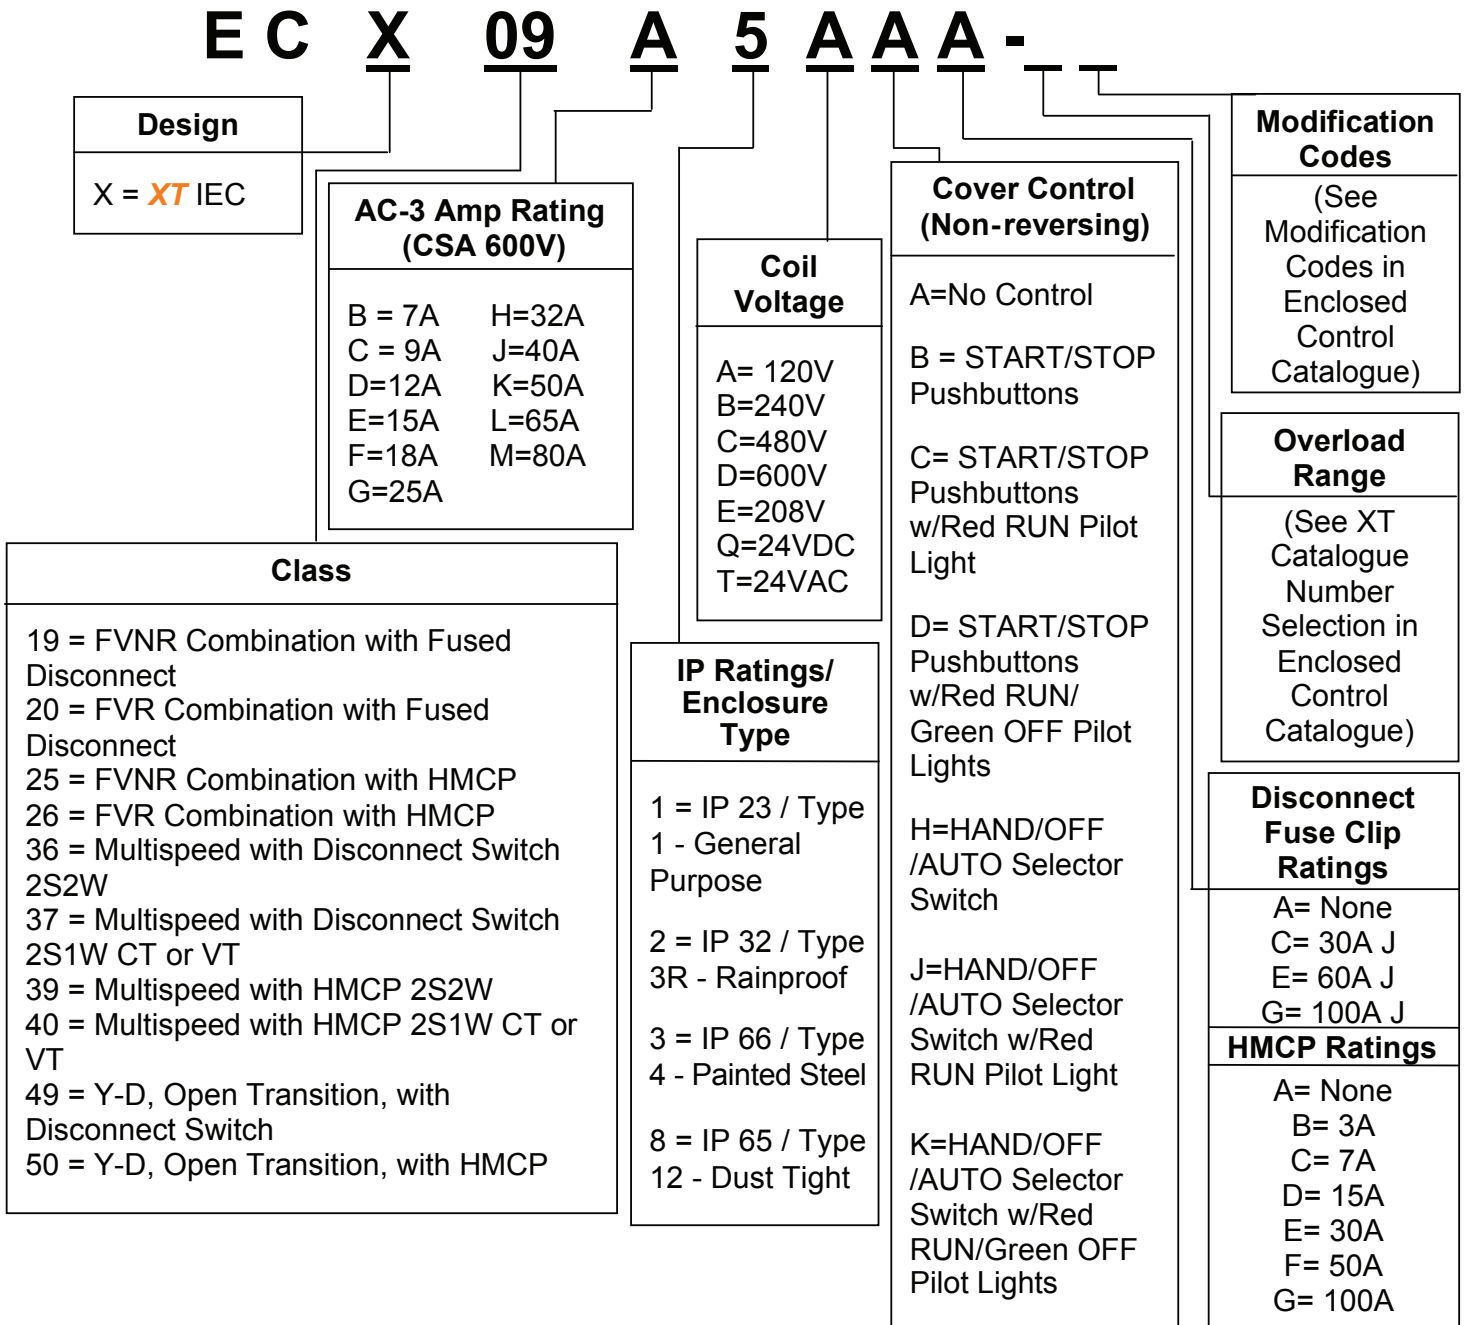 E C X 09 A 5 A A A -
Design
X = XT IEC
AC-3 Amp Rating
(CSA 600V)
B = 7A H=32A
C = 9A J=40A
D=12A K=50A
E=15A L=65A
F=18A M=80A
G=25A
Class
19 = FVNR Combination with Fused
Disconnect
20 = FVR Combination with Fused
Disconnect
25 = FVNR Combination with HMCP
26 = FVR Combination with HMCP
36 = Multispeed with Disconnect Switch
2S2W
37 = Multispeed with Disconnect Switch
2S1W CT or VT
39 = Multispeed with HMCP 2S2W
40 = Multispeed with HMCP 2S1W CT or
VT
49 = Y-D, Open Transition, with
Disconnect Switch
50 = Y-D, Open Transition, with HMCP
IP Ratings/
Enclosure
Type
1 = IP 23 / Type
1 - General
Purpose
2 = IP 32 / Type
3R - Rainproof
3 = IP 66 / Type
4 - Painted Steel
8 = IP 65 / Type
12 - Dust Tight
Coil
Voltage
A= 120V
B=240V
C=480V
D=600V
E=208V
Q=24VDC
T=24VAC
Cover Control
(Non-reversing)
A=No Control
B = START/STOP
Pushbuttons
C= START/STOP
Pushbuttons
w/Red RUN Pilot
Light
D= START/STOP
Pushbuttons
w/Red RUN/
Green OFF Pilot
Lights
H=HAND/OFF
/AUTO Selector
Switch
J=HAND/OFF
/AUTO Selector
Switch w/Red
RUN Pilot Light
K=HAND/OFF
/AUTO Selector
Switch w/Red
RUN/Green OFF
Pilot Lights
Modification
Codes
(See
Modification
Codes in
Enclosed
Control
Catalogue)
Overload
Range
(See XT
Catalogue
Number
Selection in
Enclosed
Control
Catalogue)
Disconnect
Fuse Clip
Ratings
A= None
C= 30A J
E= 60A J
G= 100A J
HMCP Ratings
A= None
B= 3A
C= 7A
D= 15A
E= 30A
F= 50A
G= 100A